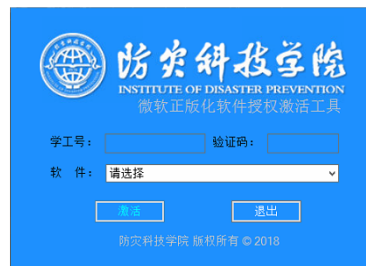 防灾科技学院
INSTITUTE OF DISASTER PREVENTION
微软正版化软件授权激活工具
学工号： 验证码：
软 件： 请选择
激活 退出
防灾科技学院 版权所有 © 2018